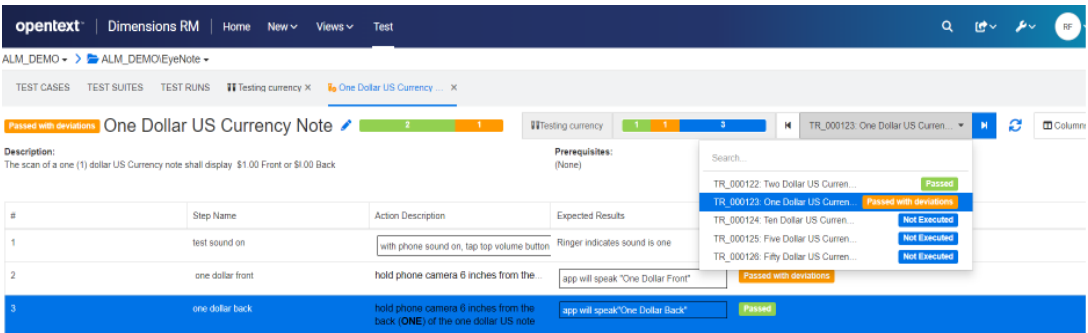 opentext™ Dimensions RM Home New Views Test RF
ALM_DEMO ALM_DEMO\EyeNote
TEST CASES TEST SUITES TEST RUNS Testing currency × One Dollar US Currency ... ×
Passed with deviations One Dollar US Currency Note 2 1 Testing currency 1 1 3 TR_000123: One Dollar US Curren... Column
Description:
The scan of a one (1) dollar US Currency note shall display $1.00 Front or $!.00 Back
Prerequisites:
(None)
Search...
TR_000122: Two Dollar US Curren... Passed
TR_000123: One Dollar US Curren... Passed with deviations
TR_000124: Ten Dollar US Curren... Not Executed
TR_000125: Five Dollar US Curren... Not Executed
TR_000126: Fifty Dollar US Curren... Not Executed
# Step Name Action Description Expected Results
1 test sound on with phone sound on, tap top volume button Ringer indicates sound is one
2 one dollar front hold phone camera 6 inches from the... app will speak "One Dollar Front" Passed with deviations
3 one dollar back hold phone camera 6 inches from the app will speak"One Dollar Back" Passed
back (ONE) of the one dollar US note